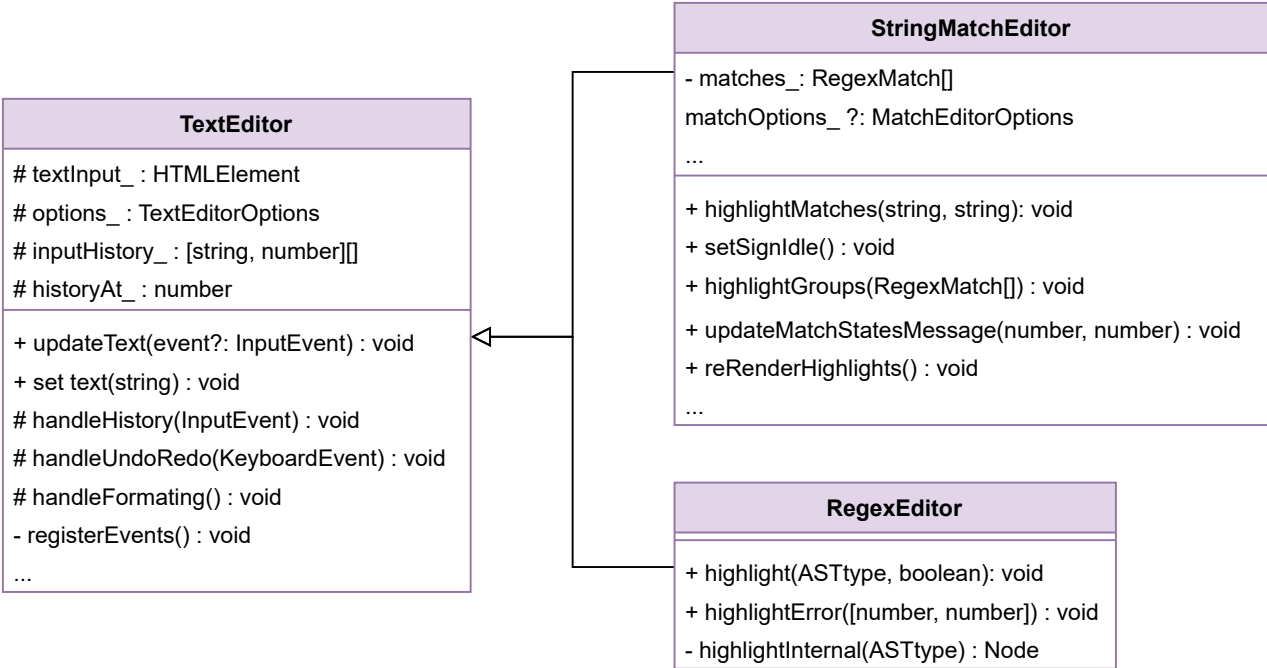 TextEditor
# textInput_ : HTMLElement
# options_ : TextEditorOptions
# inputHistory_ : [string, number][]
# historyAt_ : number
+ updateText(event?: InputEvent) : void
+ set text(string) : void
# handleHistory(InputEvent) : void
# handleUndoRedo(KeyboardEvent) : void
# handleFormating() : void
- registerEvents() : void
...
StringMatchEditor
- matches_: RegexMatch[]
matchOptions_ ?: MatchEditorOptions
...
+ highlightMatches(string, string): void
+ setSignIdle() : void
+ highlightGroups(RegexMatch[]) : void
+ updateMatchStatesMessage(number, number) : void
+ reRenderHighlights() : void
...
RegexEditor
+ highlight(ASTtype, boolean): void
+ highlightError([number, number]) : void
- highlightInternal(ASTtype) : Node